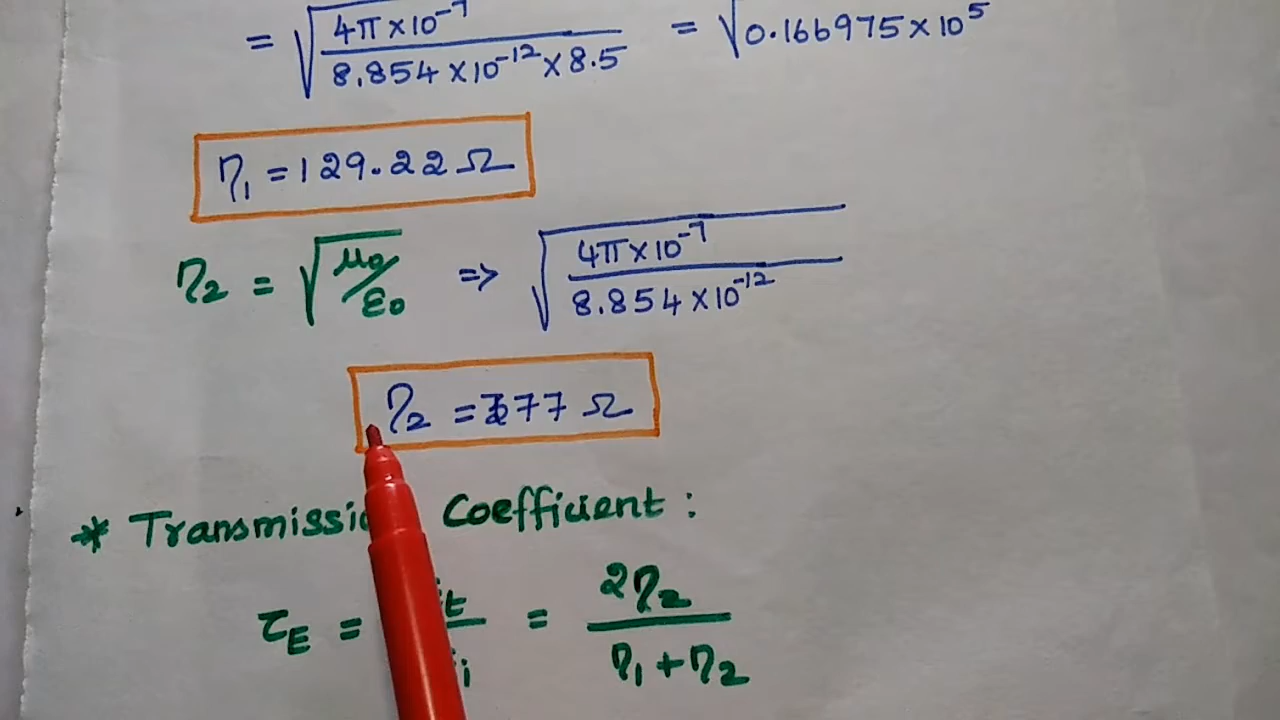 = √(4π×10⁻⁷ / 8.854×10⁻¹²×8.5) = √0.166975×10⁵
η₁ = 129.22 Ω
η₂ = √(μ₀/ε₀) => √(4π×10⁻⁷ / 8.854×10⁻¹²)
η₂ = 377 Ω
* Coefficient :
τE = = 2η₂ / η₁+η₂